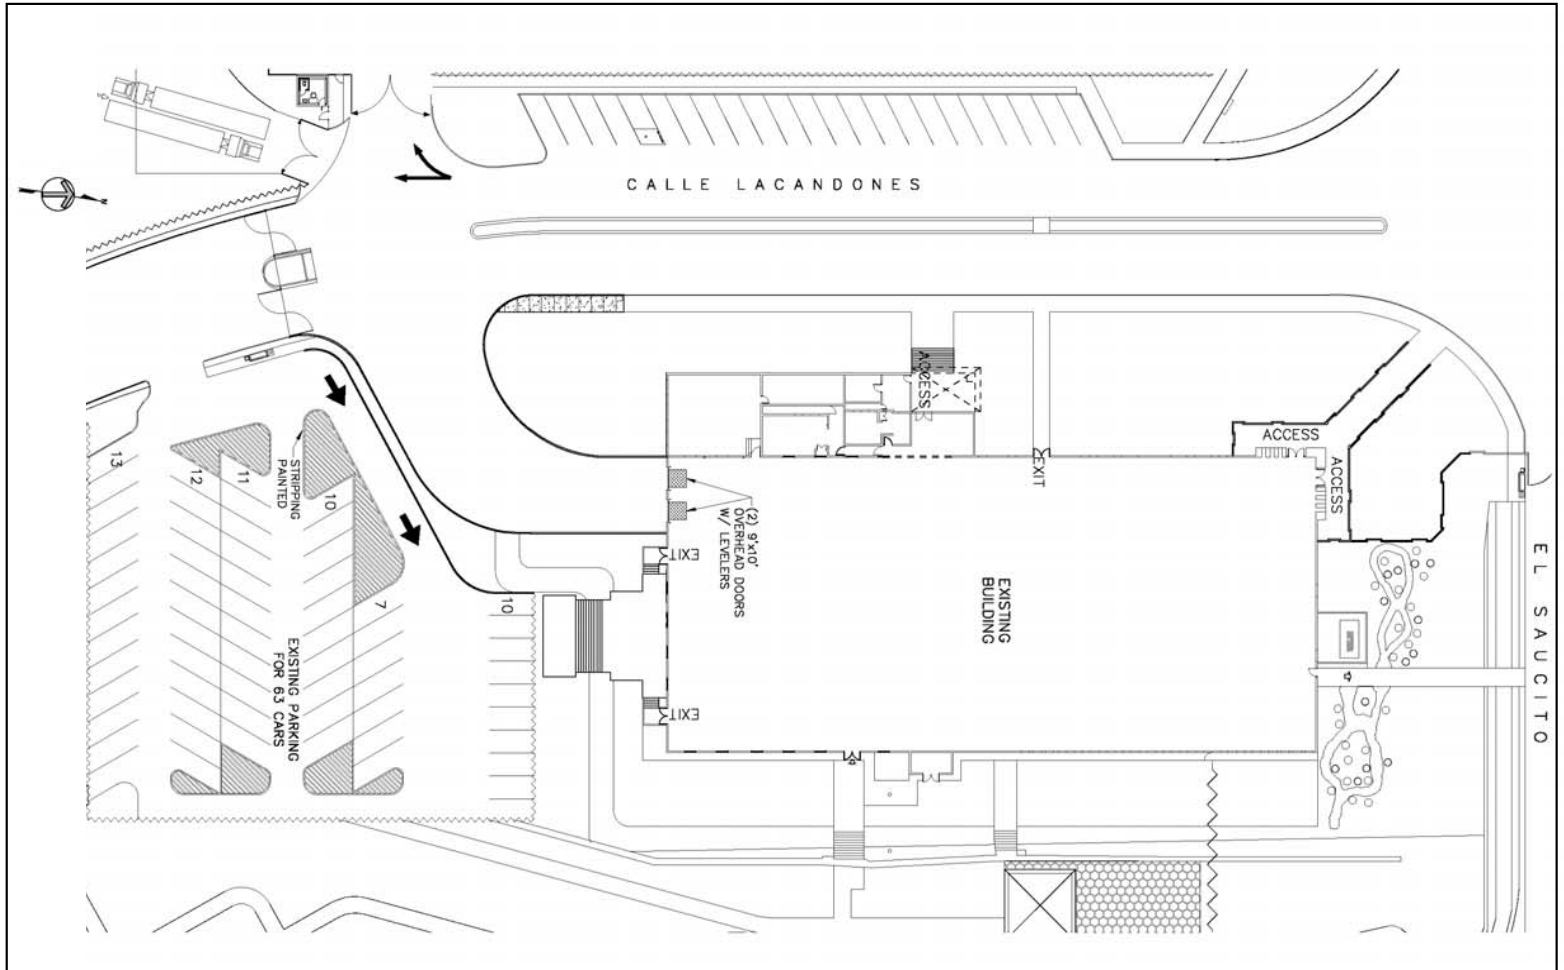 CALLE LACANDONES
N
ACCESS
ACCESS
ACCESS
EXIT
13
12
11
10
STRIPPING
PAINTED
(2) 9'x10'
OVERHEAD DOORS
W/ LEVELERS
EXIT
EXISTING
BUILDING
EL SAUCITO
7
10
EXISTING PARKING
FOR 63 CARS
EXIT